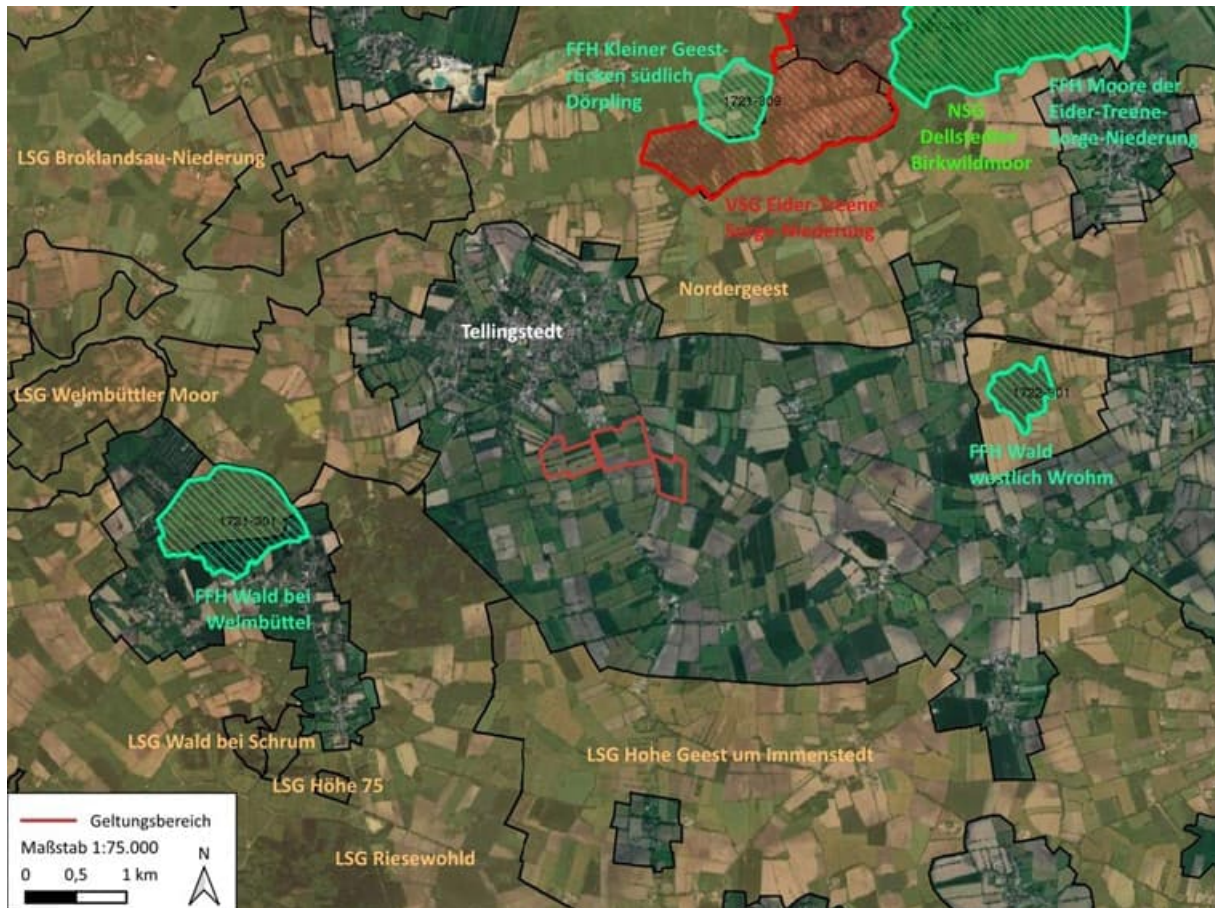 FFH Kleiner Geest-
rücken südlich
Dörpling
1721-309
FFH Moore der
Eider-Treene-
Sorge-Niederung
NSG
Dellstedter
Birkwildmoor
LSG Broklandsau-Niederung
VSG Eider-Treene-
Sorge-Niederung
Nordergeest
Tellingstedt
LSG Welmbüttler Moor
1722-301
FFH Wald
westlich Wrohm
1721-301
FFH Wald bei
Welmbüttel
LSG Wald bei Schrum
LSG Hohe Geest um Immenstedt
LSG Höhe 75
LSG Riesewohld
Geltungsbereich
Maßstab 1:75.000
N
0 0,5 1 km